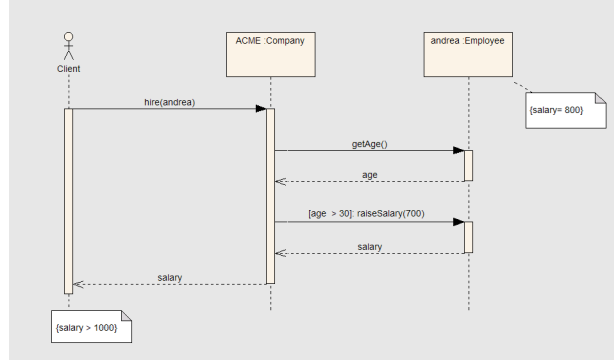 ACME :Company
andrea :Employee
Client
{salary= 800}
hire(andrea)
getAge()
age
[age > 30]: raiseSalary(700)
salary
salary
{salary > 1000}